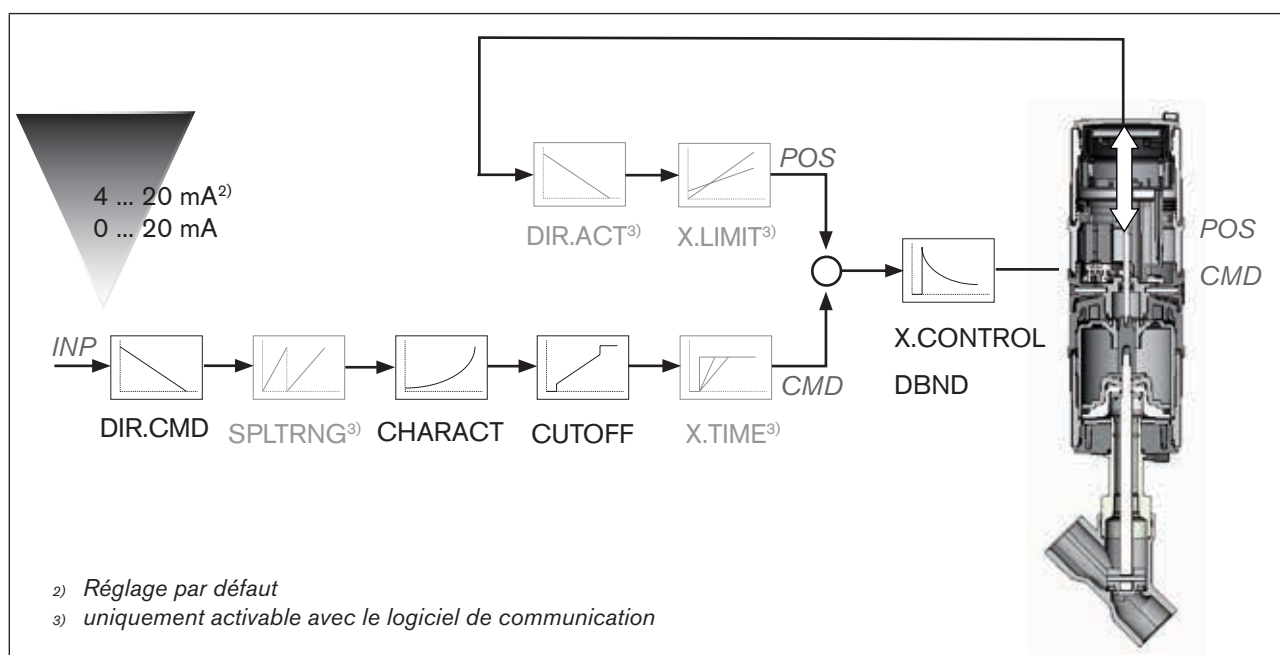 4 ... 20 mA²⁾
0 ... 20 mA
DIR.ACT³⁾
X.LIMIT³⁾
POS
POS
CMD
X.CONTROL
DBND
INP
CMD
DIR.CMD
SPLTRNG³⁾
CHARACT
CUTOFF
X.TIME³⁾
2) Réglage par défaut
3) uniquement activable avec le logiciel de communication